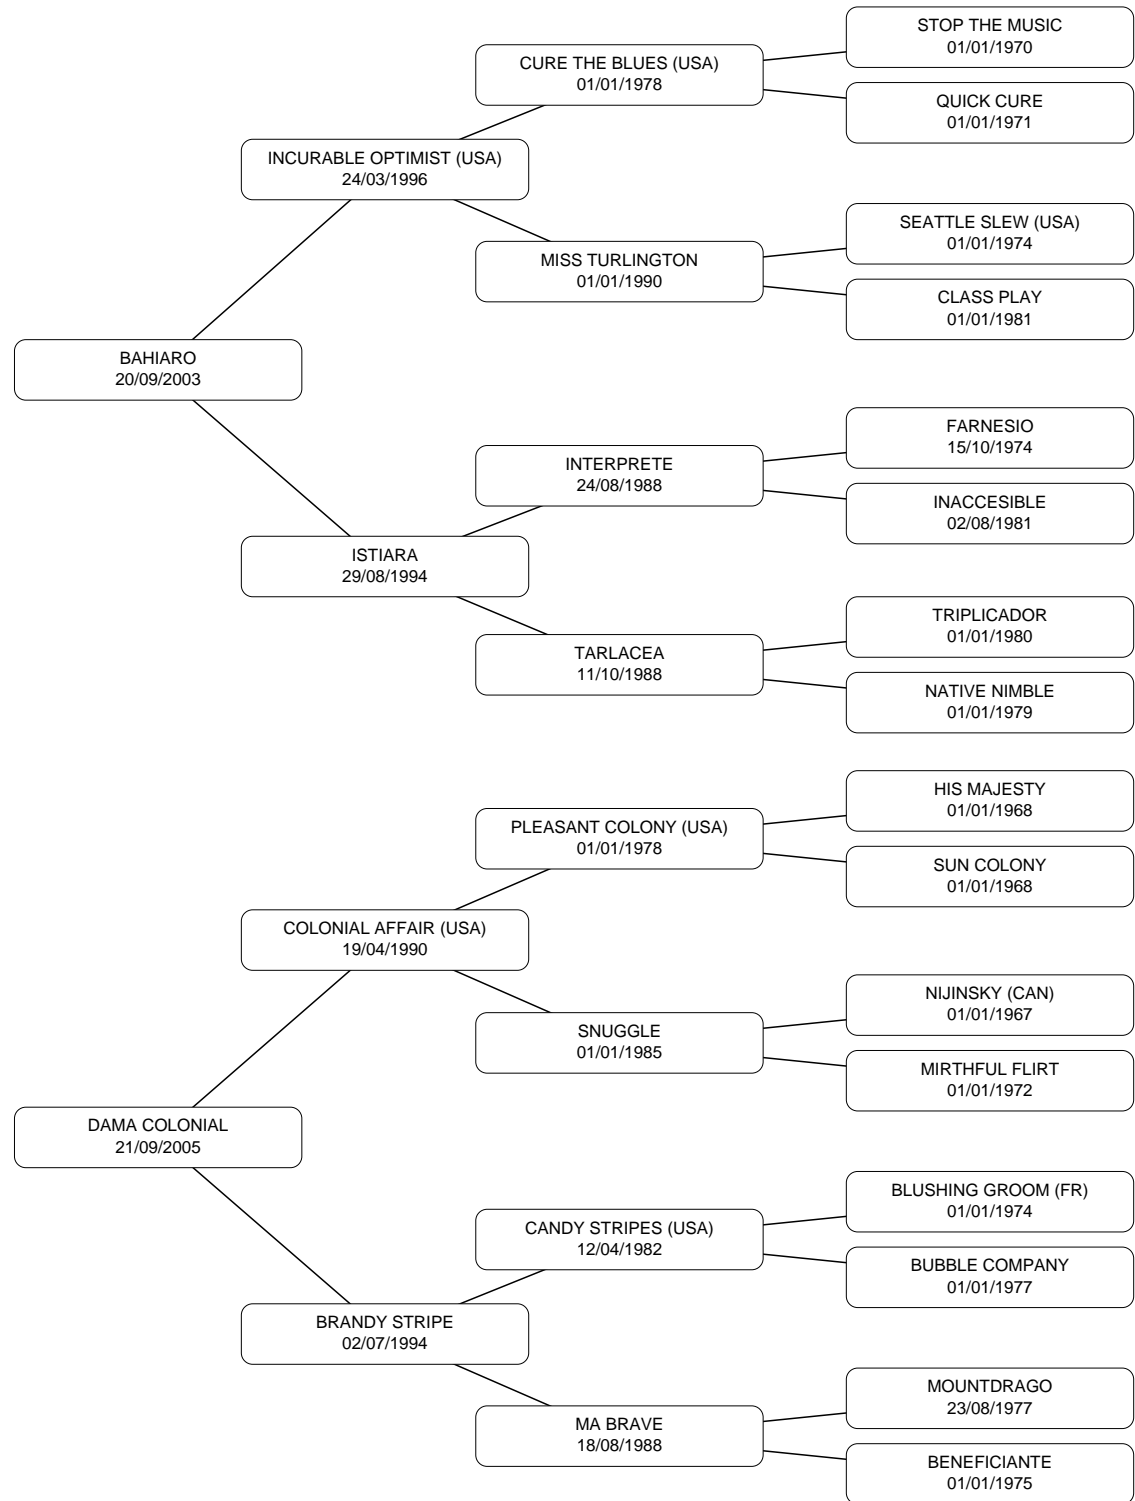 STOP THE MUSIC
01/01/1970
CURE THE BLUES (USA)
01/01/1978
QUICK CURE
01/01/1971
INCURABLE OPTIMIST (USA)
24/03/1996
SEATTLE SLEW (USA)
01/01/1974
MISS TURLINGTON
01/01/1990
CLASS PLAY
01/01/1981
BAHIARO
20/09/2003
FARNESIO
15/10/1974
INTERPRETE
24/08/1988
INACCESIBLE
02/08/1981
ISTIARA
29/08/1994
TRIPLICADOR
01/01/1980
TARLACEA
11/10/1988
NATIVE NIMBLE
01/01/1979
HIS MAJESTY
01/01/1968
PLEASANT COLONY (USA)
01/01/1978
SUN COLONY
01/01/1968
COLONIAL AFFAIR (USA)
19/04/1990
NIJINSKY (CAN)
01/01/1967
SNUGGLE
01/01/1985
MIRTHFUL FLIRT
01/01/1972
DAMA COLONIAL
21/09/2005
BLUSHING GROOM (FR)
01/01/1974
CANDY STRIPES (USA)
12/04/1982
BUBBLE COMPANY
01/01/1977
BRANDY STRIPE
02/07/1994
MOUNTDRAGO
23/08/1977
MA BRAVE
18/08/1988
BENEFICIANTE
01/01/1975